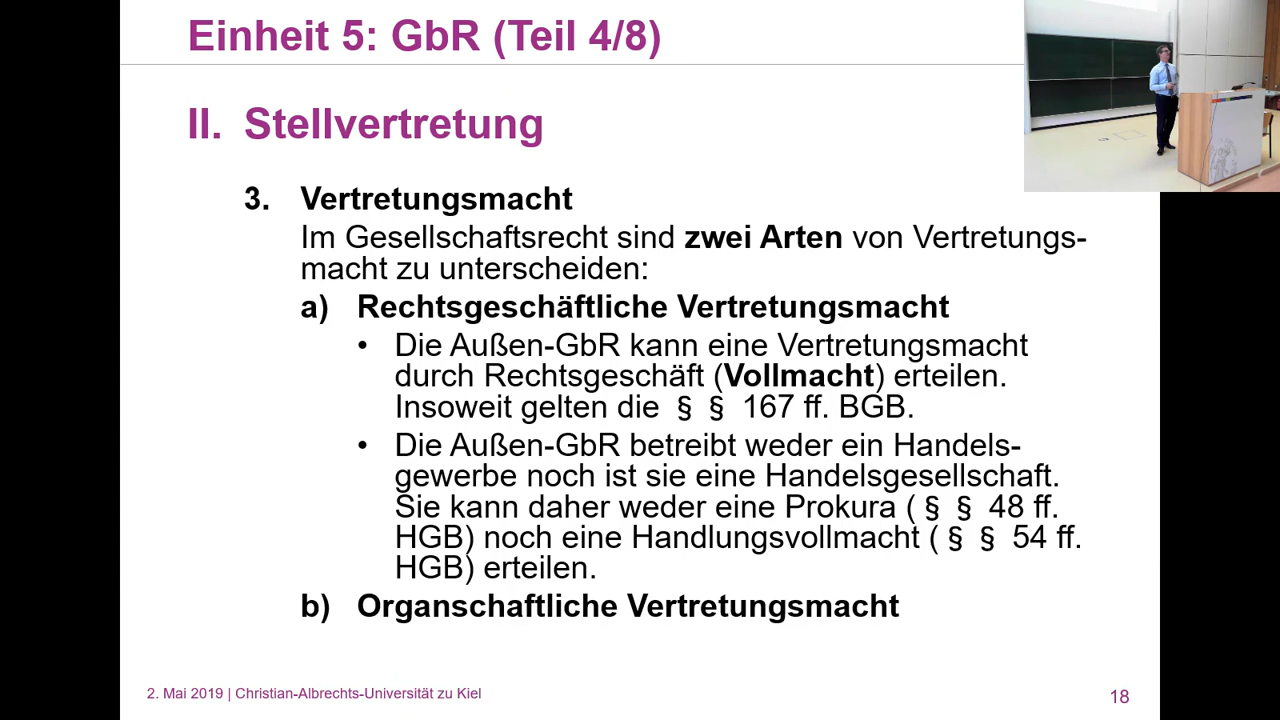 Einheit 5: GbR (Teil 4/8)
II. Stellvertretung
3. Vertretungsmacht
Im Gesellschaftsrecht sind zwei Arten von Vertretungs-
macht zu unterscheiden:
a) Rechtsgeschäftliche Vertretungsmacht
• Die Außen-GbR kann eine Vertretungsmacht
durch Rechtsgeschäft (Vollmacht) erteilen.
Insoweit gelten die § § 167 ff. BGB.
• Die Außen-GbR betreibt weder ein Handels-
gewerbe noch ist sie eine Handelsgesellschaft.
Sie kann daher weder eine Prokura ( § § 48 ff.
HGB) noch eine Handlungsvollmacht ( § § 54 ff.
HGB) erteilen.
b) Organschaftliche Vertretungsmacht
2. Mai 2019 | Christian-Albrechts-Universität zu Kiel
18